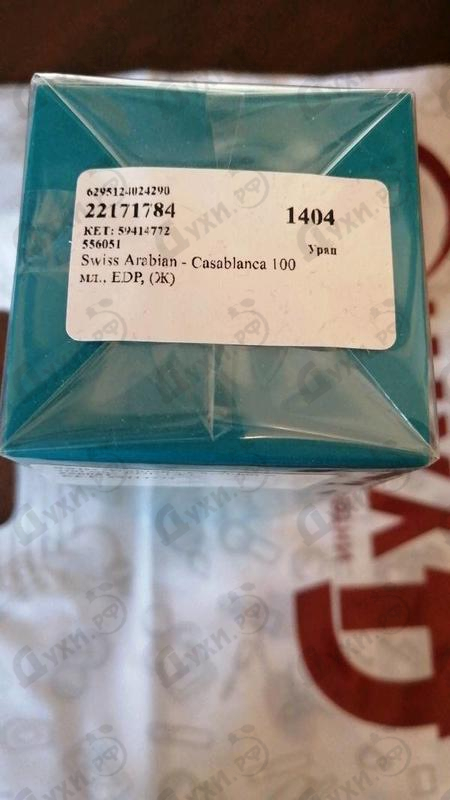 6295124024290
22171784
1404
КЕТ: 59414772
556051
Урал
Swiss Arabian - Casablanca 100
мл., EDP, (Ж)
Духи.РФ